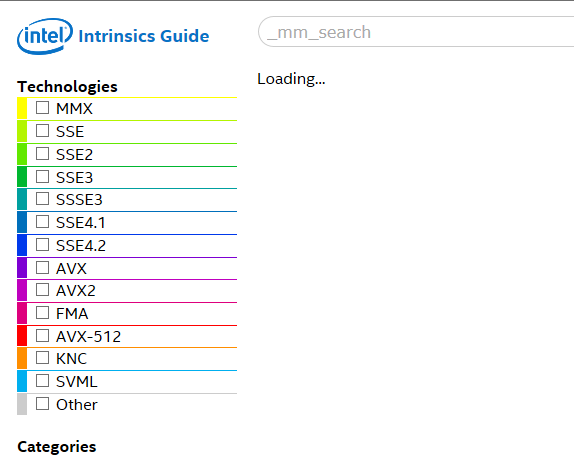 intel Intrinsics Guide
_mm_search
Technologies
MMX
SSE
SSE2
SSE3
SSSE3
SSE4.1
SSE4.2
AVX
AVX2
FMA
AVX-512
KNC
SVML
Other
Categories
Loading...